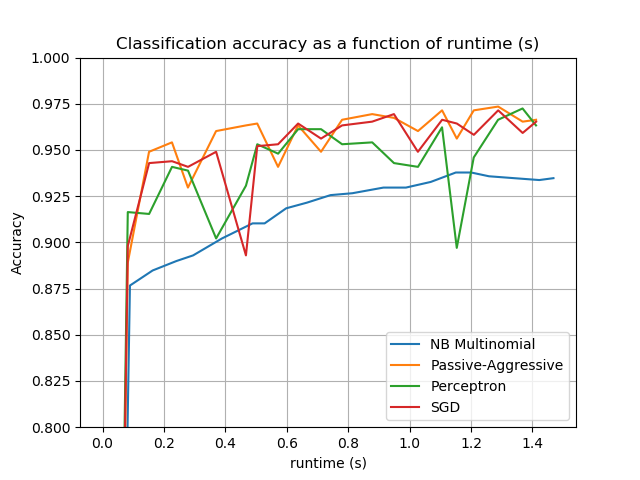 Classification accuracy as a function of runtime (s)
1.000
0.975
0.950
0.925
0.900
0.875
0.850
0.825
0.800
Accuracy
NB Multinomial
Passive-Aggressive
Perceptron
SGD
0.0 0.2 0.4 0.6 0.8 1.0 1.2 1.4
runtime (s)